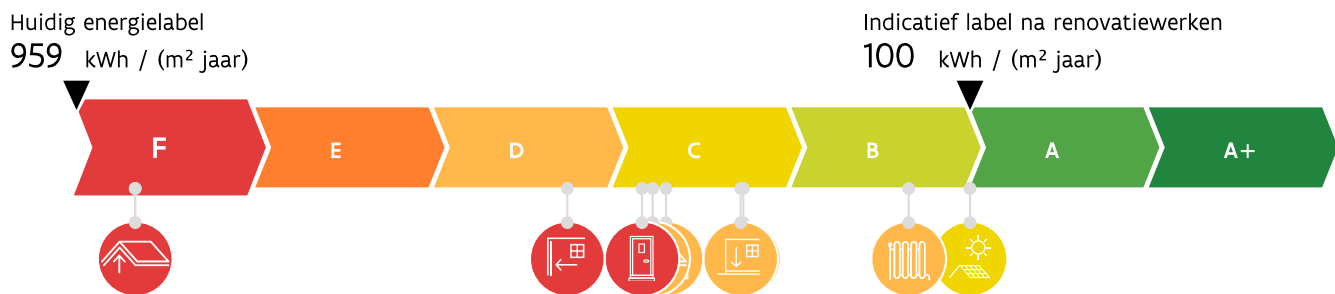 Huidig energielabel
959 kWh / (m² jaar)
Indicatief label na renovatiewerken
100 kWh / (m² jaar)
F E D C B A A+